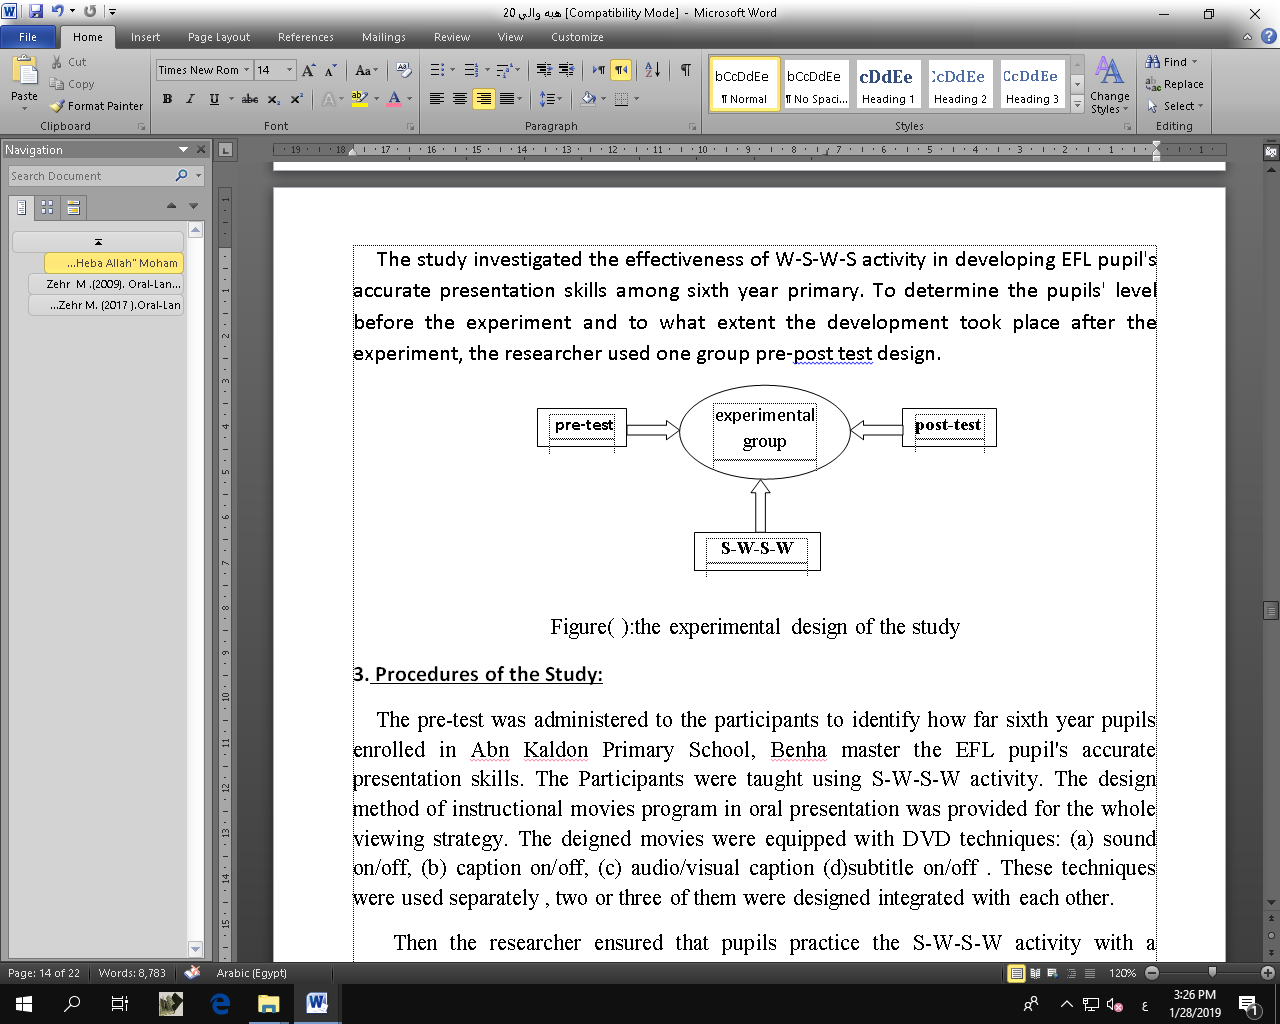 هبه والي 20 [Compatibility Mode] - Microsoft Word
File Home Insert Page Layout References Mailings Review View Customize
Paste
Cut
Copy
Format Painter
Clipboard
Times New Rom 14
B I U abc x₂ x²
Font
Paragraph
bCcDdEe bCcDdEe cDdEe CcDdEe CcDdEe
¶ Normal ¶ No Spaci... Heading 1 Heading 2 Heading 3
Change Styles
Styles
Find
Replace
Select
Editing
Navigation
Search Document
...Heba Allah" Moham
Zehr M .(2009). Oral-Lan...
...Zehr M. (2017 ).Oral-Lan
The study investigated the effectiveness of W-S-W-S activity in developing EFL pupil's
accurate presentation skills among sixth year primary. To determine the pupils' level
before the experiment and to what extent the development took place after the
experiment, the researcher used one group pre-post test design.
pre-test
experimental
group
post-test
S-W-S-W
Figure( ):the experimental design of the study
3. Procedures of the Study:
The pre-test was administered to the participants to identify how far sixth year pupils
enrolled in Abn Kaldon Primary School, Benha master the EFL pupil's accurate
presentation skills. The Participants were taught using S-W-S-W activity. The design
method of instructional movies program in oral presentation was provided for the whole
viewing strategy. The deigned movies were equipped with DVD techniques: (a) sound
on/off, (b) caption on/off, (c) audio/visual caption (d)subtitle on/off . These techniques
were used separately , two or three of them were designed integrated with each other.
Then the researcher ensured that pupils practice the S-W-S-W activity with a
Page: 14 of 22 Words: 8,783 Arabic (Egypt) 120%
ع 3:26 PM
1/28/2019